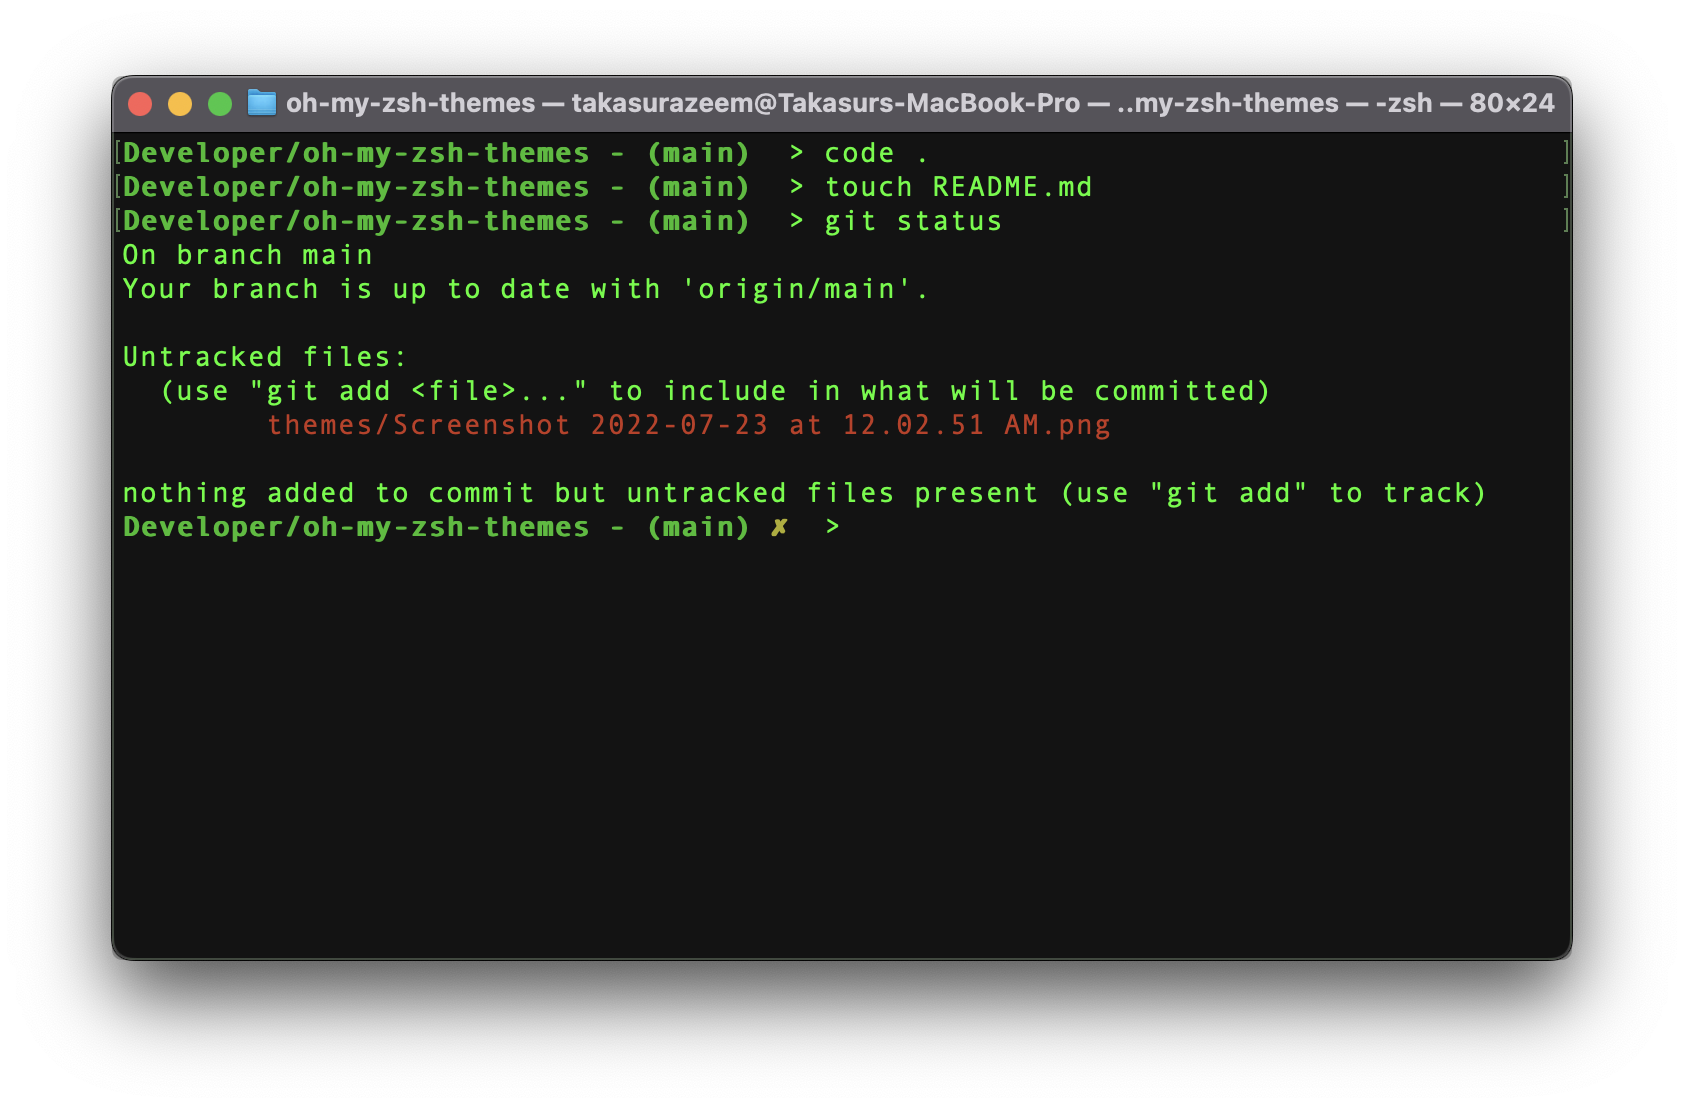 oh-my-zsh-themes — takasurazeem@Takasurs-MacBook-Pro — ..my-zsh-themes — -zsh — 80×24
[Developer/oh-my-zsh-themes - (main)  > code . ]
[Developer/oh-my-zsh-themes - (main)  > touch README.md ]
[Developer/oh-my-zsh-themes - (main)  > git status ]
On branch main
Your branch is up to date with 'origin/main'.
Untracked files:
  (use "git add <file>..." to include in what will be committed)
        themes/Screenshot 2022-07-23 at 12.02.51 AM.png
nothing added to commit but untracked files present (use "git add" to track)
Developer/oh-my-zsh-themes - (main) ✗  >